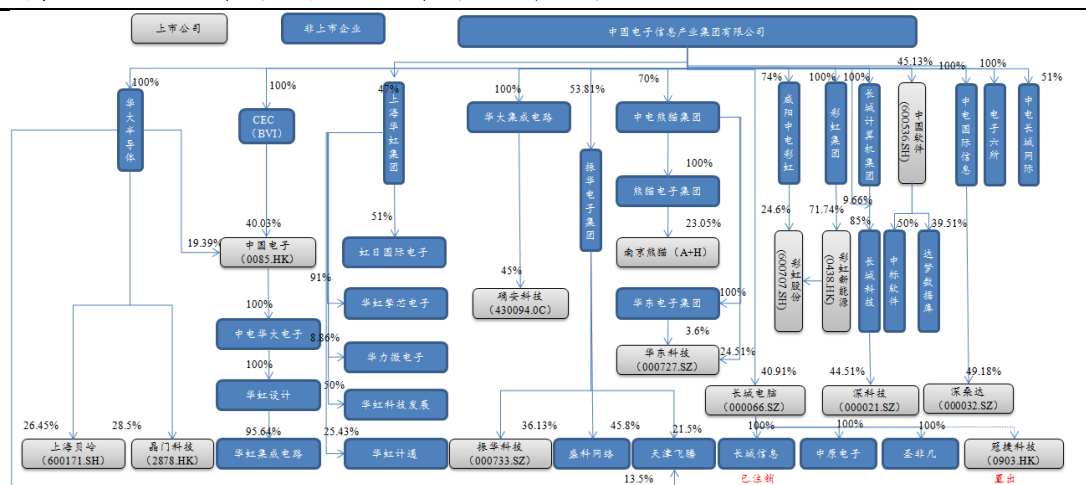 上市公司
非上市企业
中国电子信息产业集团有限公司
45.13%
100%
100%
47%
100%
53.81%
70%
74%
100%
100%
100%
100%
51%
华大半导体
CEC
(BVI)
上海华虹集团
华大集成电路
中电熊猫集团
咸阳中电彩虹
彩虹集团
长城计算机集团
中国软件
(600536.SH)
中电国际信息
电子六所
中电长城网际
振华电子集团
100%
熊猫电子集团
40.03%
51%
23.05%
24.6%
71.74%
9.66%
85%
50%
39.51%
19.39%
中国电子
(0085.HK)
虹日国际电子
南京熊猫(A+H)
彩虹股份
(600707.SH)
彩虹新能源
(0438.HK)
长城科技
中标软件
达梦数据库
91%
45%
100%
华虹挚芯电子
硕安科技
(430094.0C)
华东电子集团
100%
中电华大电子
8.86%
3.6%
华力微电子
华东科技
(000727.SZ)
24.51%
100%
50%
40.91%
44.51%
49.18%
华虹设计
华虹科技发展
长城电脑
(000066.SZ)
深科技
(000021.SZ)
深桑达
(000032.SZ)
26.45%
28.5%
95.64%
25.43%
36.13%
45.8%
21.5%
100%
100%
100%
上海贝岭
(600171.SH)
晶门科技
(2878.HK)
华虹集成电路
华虹计通
振华科技
(000733.SZ)
盛科网络
天津飞腾
长城信息
中原电子
圣非凡
冠捷科技
(0903.HK)
13.5%
已注销
置出